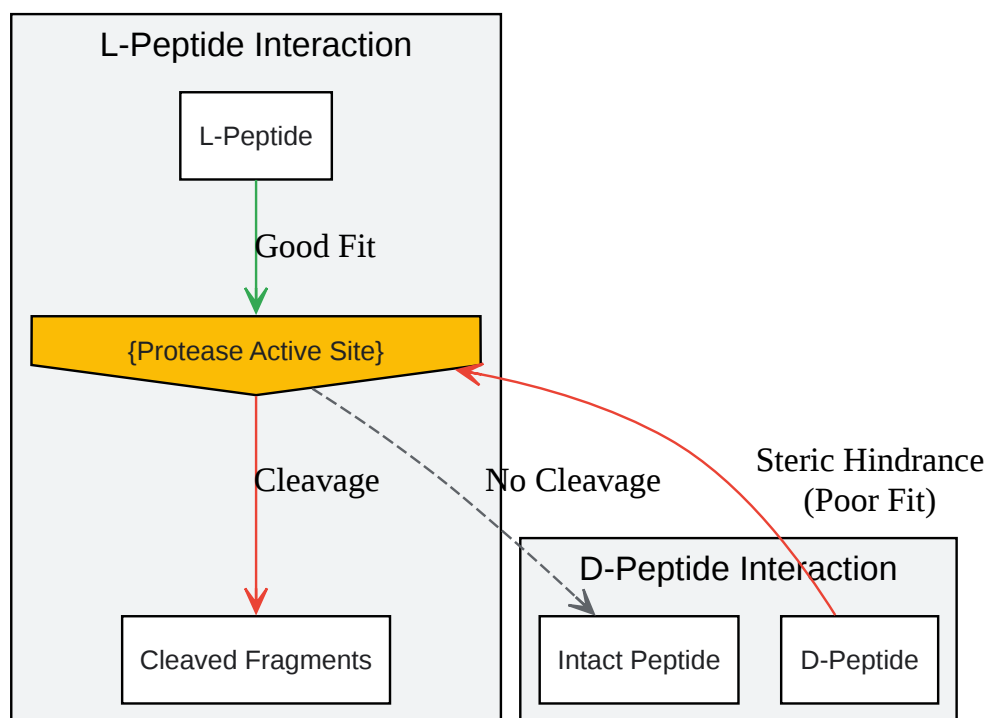 L-Peptide Interaction
L-Peptide
Good Fit
{Protease Active Site}
Cleavage
No Cleavage
Steric Hindrance
(Poor Fit)
D-Peptide Interaction
Cleaved Fragments
Intact Peptide
D-Peptide